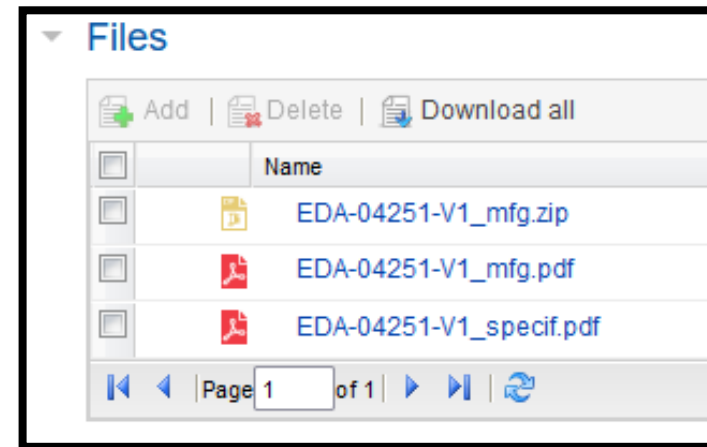 Files
Add | Delete | Download all
Name
EDA-04251-V1_mfg.zip
EDA-04251-V1_mfg.pdf
EDA-04251-V1_specif.pdf
Page 1 of 1